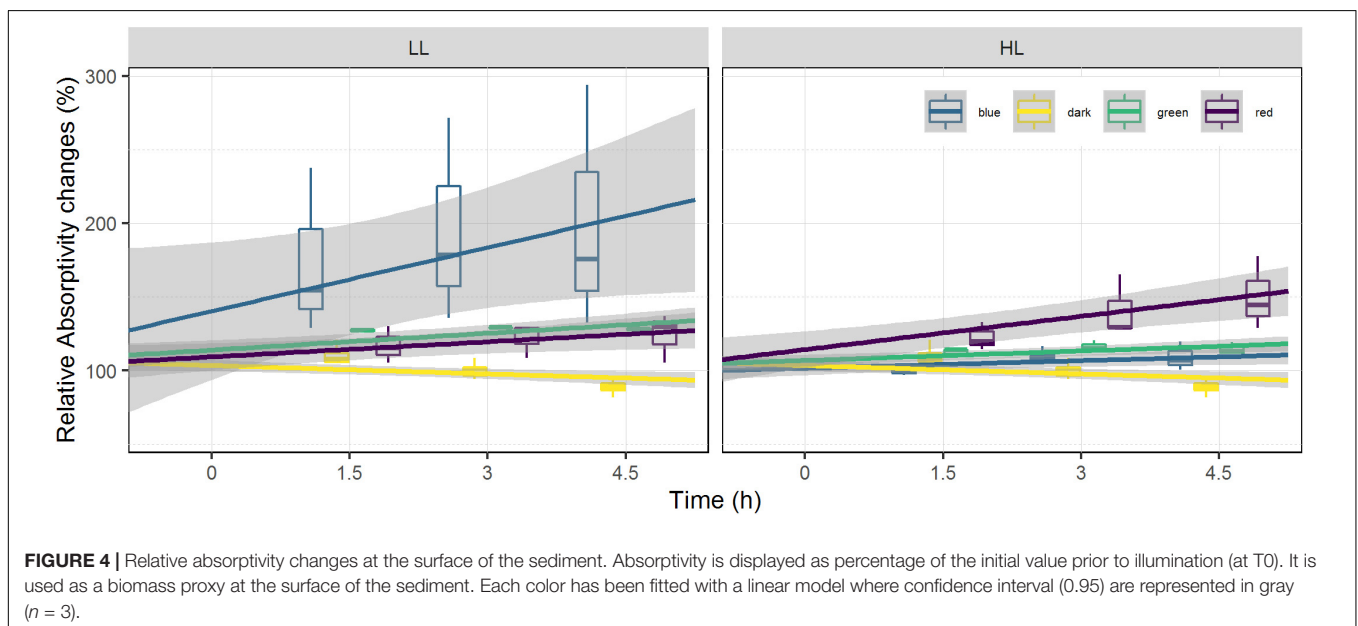 LL
HL
Relative Absorptivity changes (%)
300
200
100
blue
dark
green
red
0
1.5
3
4.5
0
1.5
3
4.5
Time (h)
FIGURE 4 | Relative absorptivity changes at the surface of the sediment. Absorptivity is displayed as percentage of the initial value prior to illumination (at T0). It is
used as a biomass proxy at the surface of the sediment. Each color has been fitted with a linear model where confidence interval (0.95) are represented in gray
(n = 3).